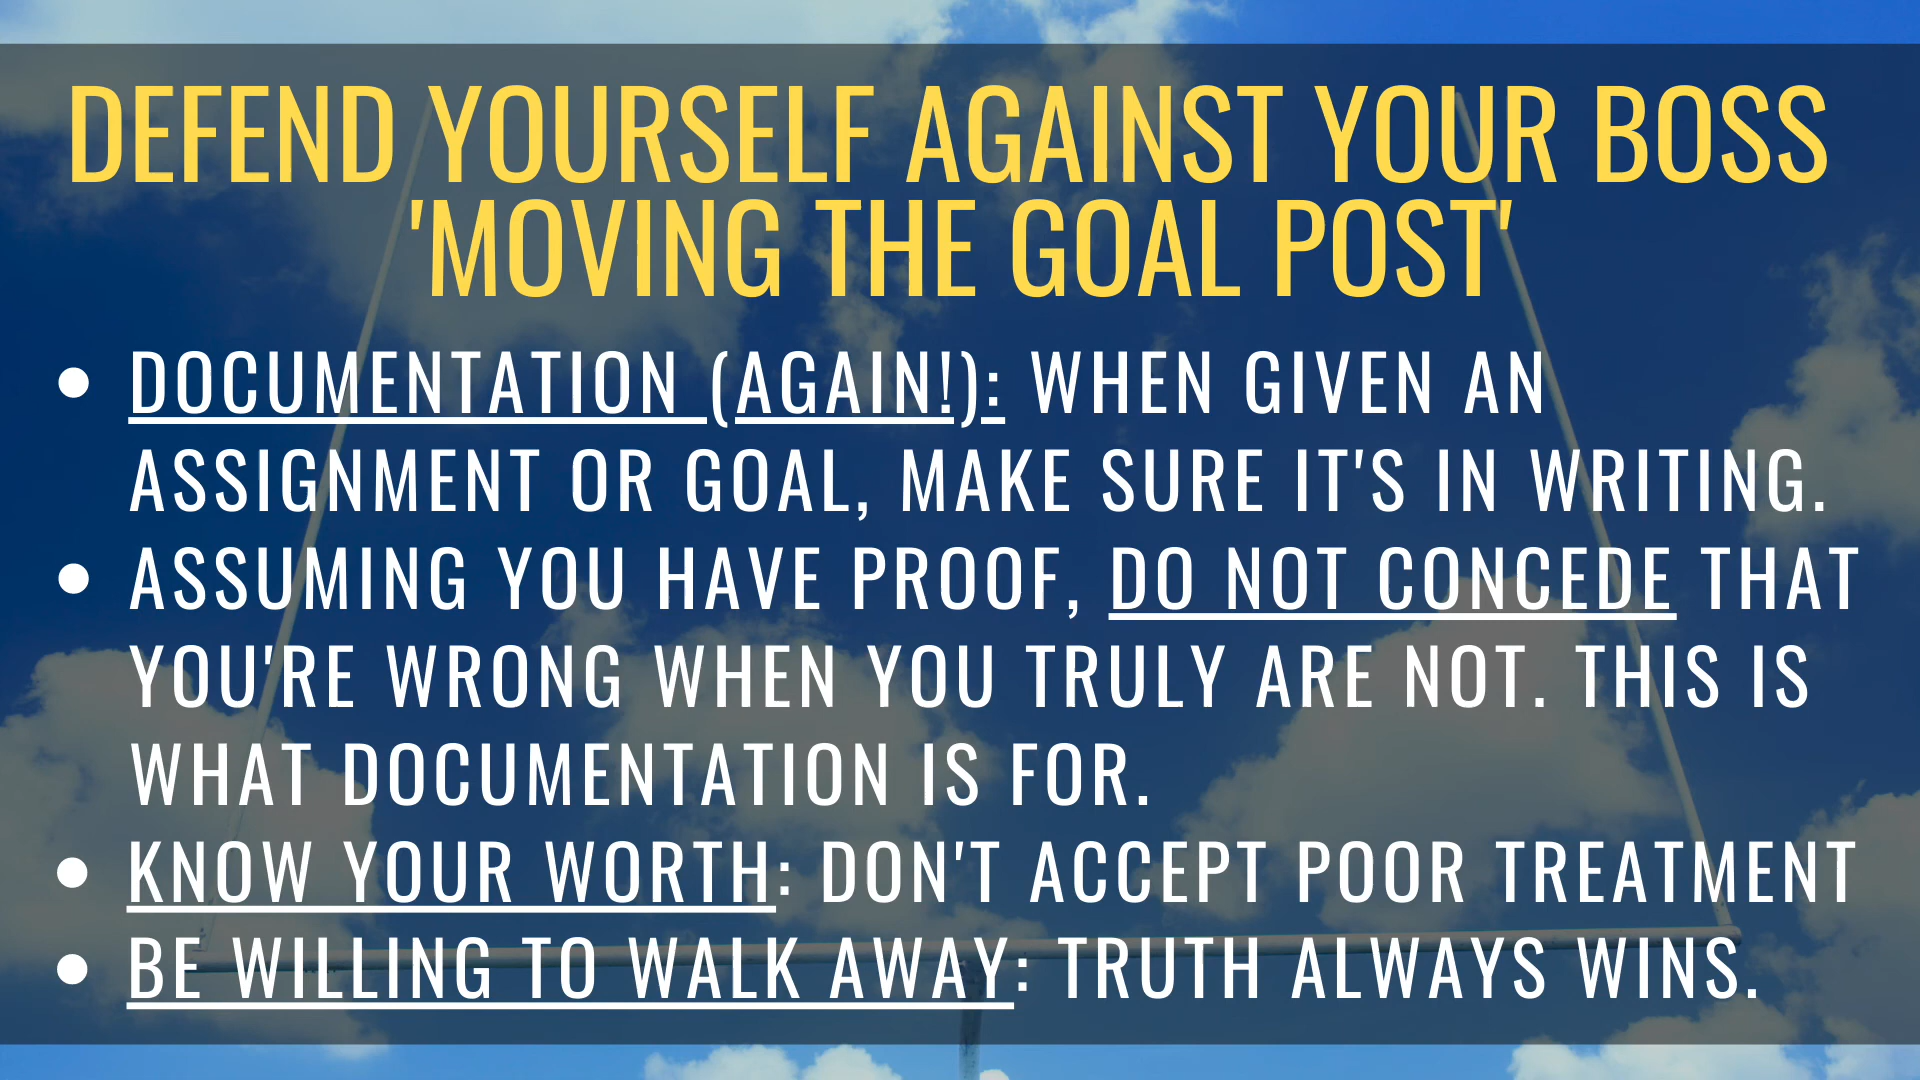 DEFEND YOURSELF AGAINST YOUR BOSS
'MOVING THE GOAL POST'
• DOCUMENTATION (AGAIN!): WHEN GIVEN AN
ASSIGNMENT OR GOAL, MAKE SURE IT'S IN WRITING.
• ASSUMING YOU HAVE PROOF, DO NOT CONCEDE THAT
YOU'RE WRONG WHEN YOU TRULY ARE NOT. THIS IS
WHAT DOCUMENTATION IS FOR.
• KNOW YOUR WORTH: DON'T ACCEPT POOR TREATMENT
• BE WILLING TO WALK AWAY: TRUTH ALWAYS WINS.